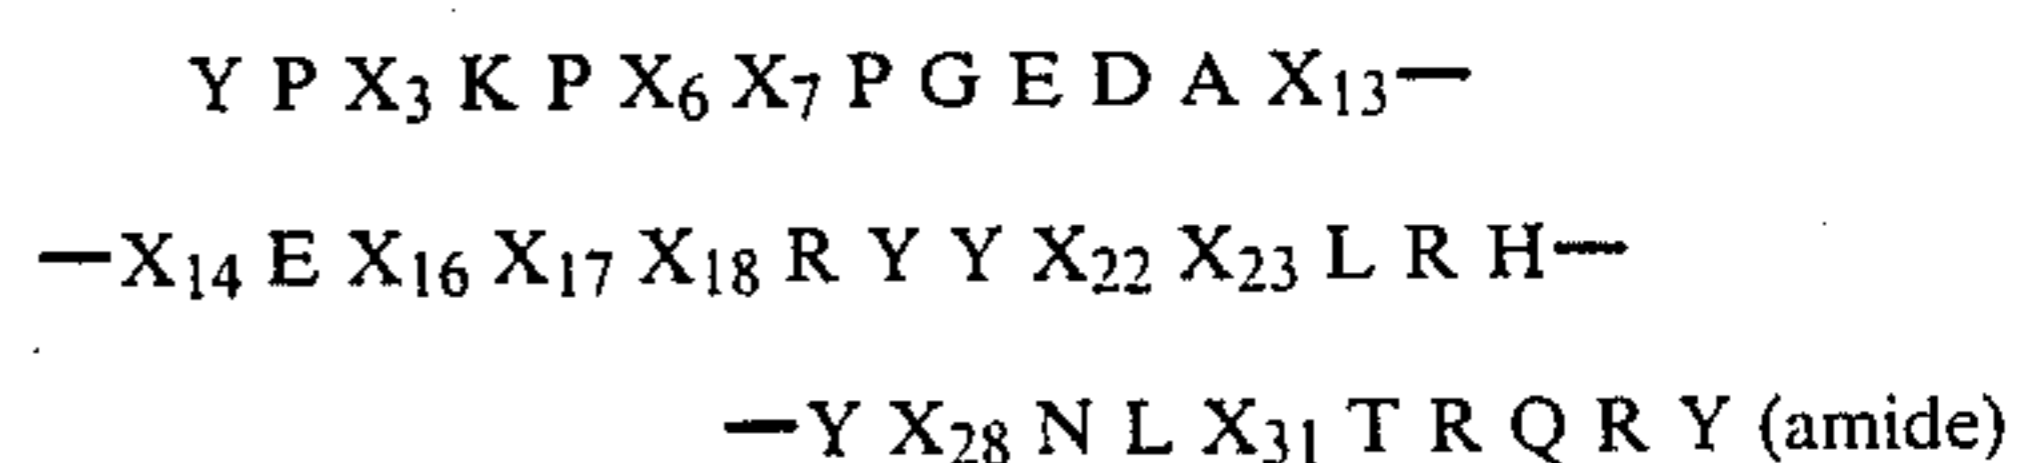 Y P X₃ K P X₆ X₇ P G E D A X₁₃—
—X₁₄ E X₁₆ X₁₇ X₁₈ R Y Y X₂₂ X₂₃ L R H—
—Y X₂₈ N L X₃₁ T R Q R Y (amide)